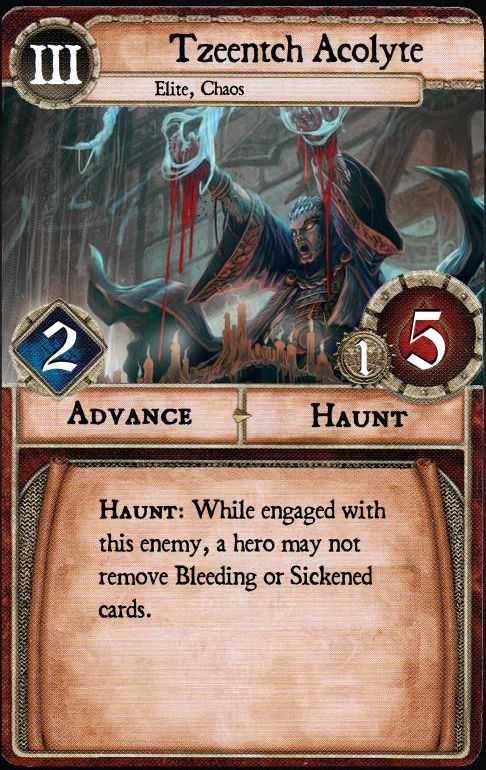 III
Tzeentch Acolyte
Elite, Chaos
2
1
5
Advance
Haunt
Haunt: While engaged with
this enemy, a hero may not
remove Bleeding or Sickened
cards.